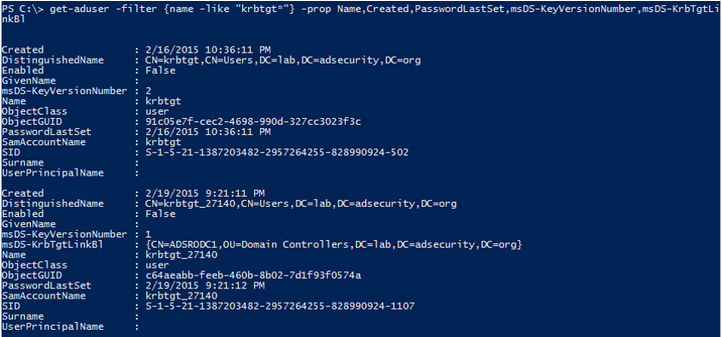 PS C:\> get-aduser -filter {name -like "krbtgt*"} -prop Name,Created,PasswordLastSet,msDS-KeyVersionNumber,msDS-KrbTgtLi
nkBl
Created : 2/16/2015 10:36:11 PM
DistinguishedName : CN=krbtgt,CN=Users,DC=lab,DC=adsecurity,DC=org
Enabled : False
GivenName :
msDS-KeyVersionNumber : 2
Name : krbtgt
ObjectClass : user
ObjectGUID : 91c05e7f-cec2-4698-990d-327cc3023f3c
PasswordLastSet : 2/16/2015 10:36:11 PM
SamAccountName : krbtgt
SID : S-1-5-21-1387203482-2957264255-828990924-502
Surname :
UserPrincipalName :
Created : 2/19/2015 9:21:11 PM
DistinguishedName : CN=krbtgt_27140,CN=Users,DC=lab,DC=adsecurity,DC=org
Enabled : False
GivenName :
msDS-KeyVersionNumber : 1
msDS-KrbTgtLinkBl : {CN=ADSRODC1,OU=Domain Controllers,DC=lab,DC=adsecurity,DC=org}
Name : krbtgt_27140
ObjectClass : user
ObjectGUID : c64aeabb-feeb-460b-8b02-7d1f93f0574a
PasswordLastSet : 2/19/2015 9:21:12 PM
SamAccountName : krbtgt_27140
SID : S-1-5-21-1387203482-2957264255-828990924-1107
Surname :
UserPrincipalName :